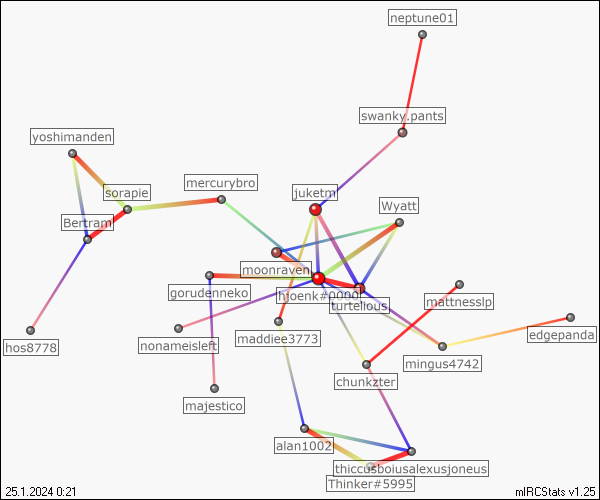 neptune01
swanky.pants
yoshimanden
mercurybro
sorapie
juketm
Wyatt
Bertram
moonraven
gorudenneko
hjoenk#0000
turtellous
mattnesslp
edgepanda
hos8778
nonameisleft
maddiee3773
mingus4742
chunkzter
majestico
alan1002
thiccusboiusalexusjoneus
Thinker#5995
25.1.2024 0:21
mIRCStats v1.25